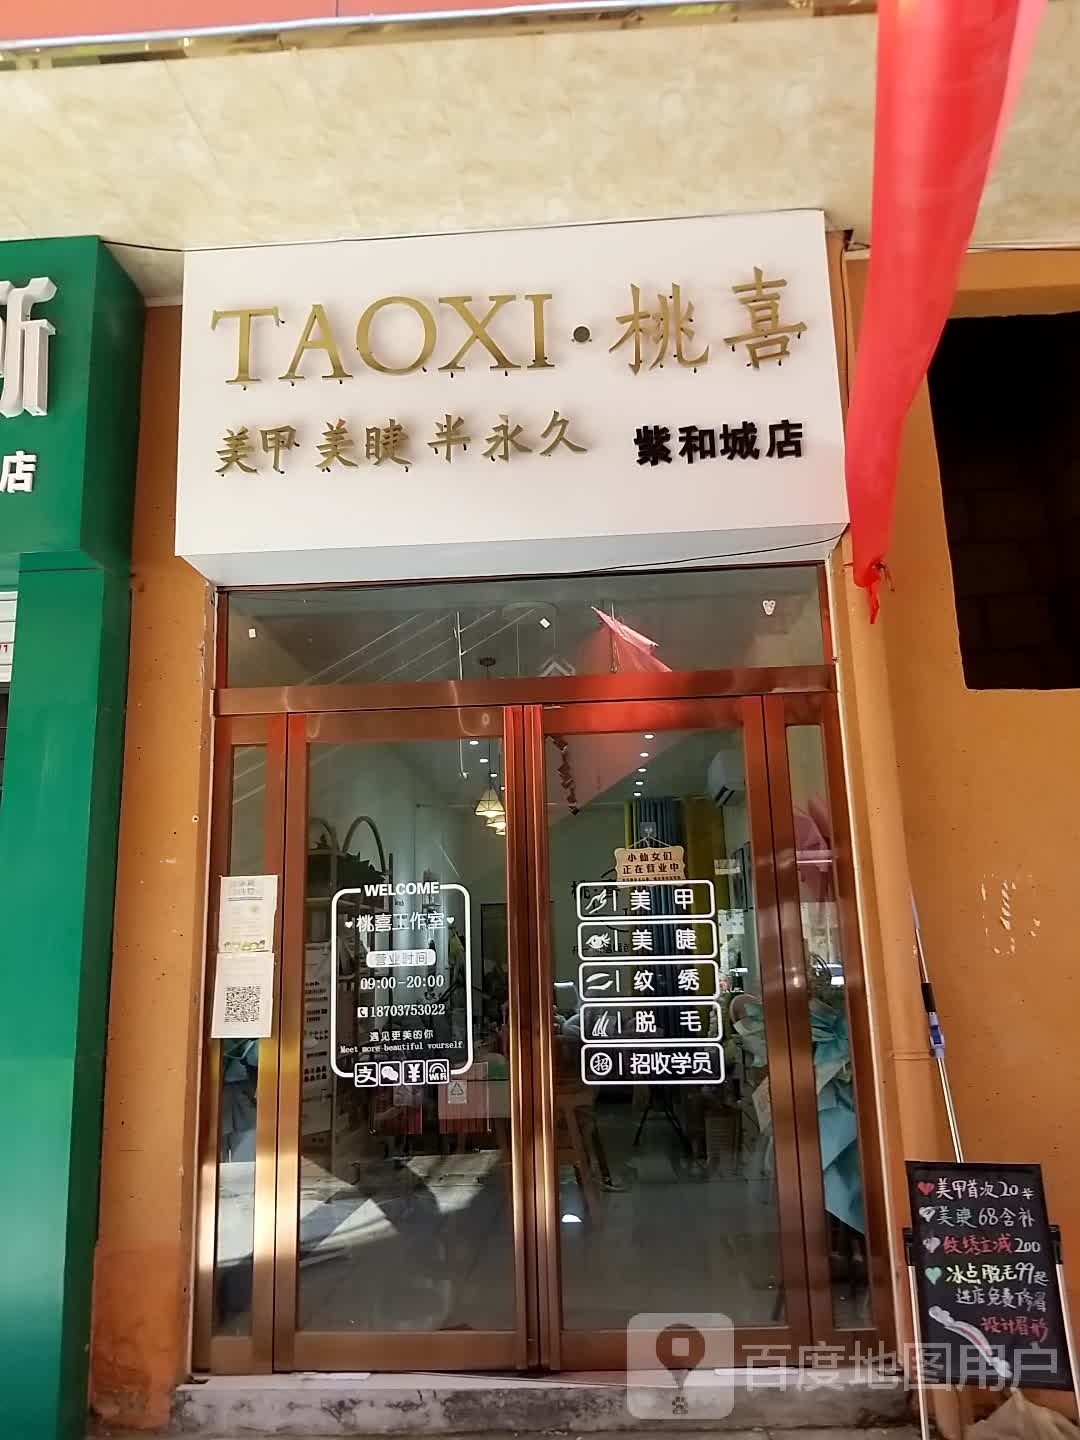 所
店
TAOXI·桃喜
美甲美睫半永久 紫和城店
小仙女们
正在营业中
WELCOME
桃喜工作室
营业时间
09:00-20:00
18703753022
遇见更美的你
Meet more beautiful yourself
支 ¥ WiFi
美甲
美睫
纹绣
脱毛
招 招收学员
美甲首次20
美睫68含补
纹绣立减200
冰点脱毛99起
进店免费修眉
设计眉形
百度地图用户